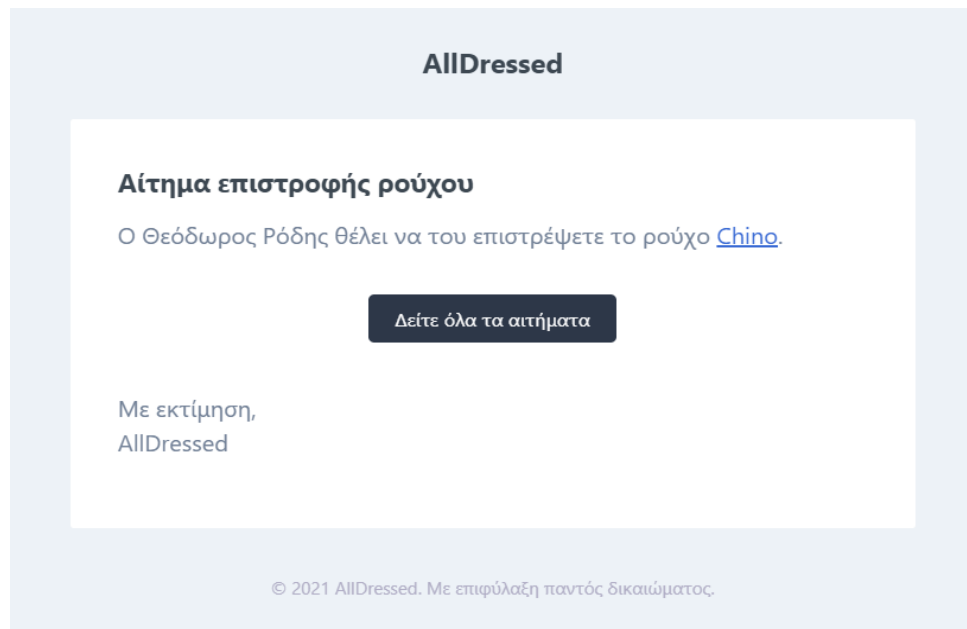 AllDressed
Αίτημα επιστροφής ρούχου
Ο Θεόδωρος Ρόδης θέλει να του επιστρέψετε το ρούχο Chino.
Δείτε όλα τα αιτήματα
Με εκτίμηση,
AllDressed
© 2021 AllDressed. Με επιφύλαξη παντός δικαιώματος.